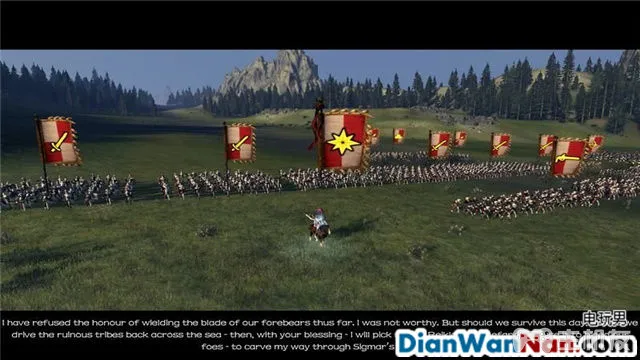 I have refused the honour of wielding the blade of our forebears thus far. I was not worthy. But should we survive this day
drive the ruinous tribes back across the sea - then, with your blessing - I will pick
foes - to carve my way through Sigmar's
电玩男
DianWanNan.com